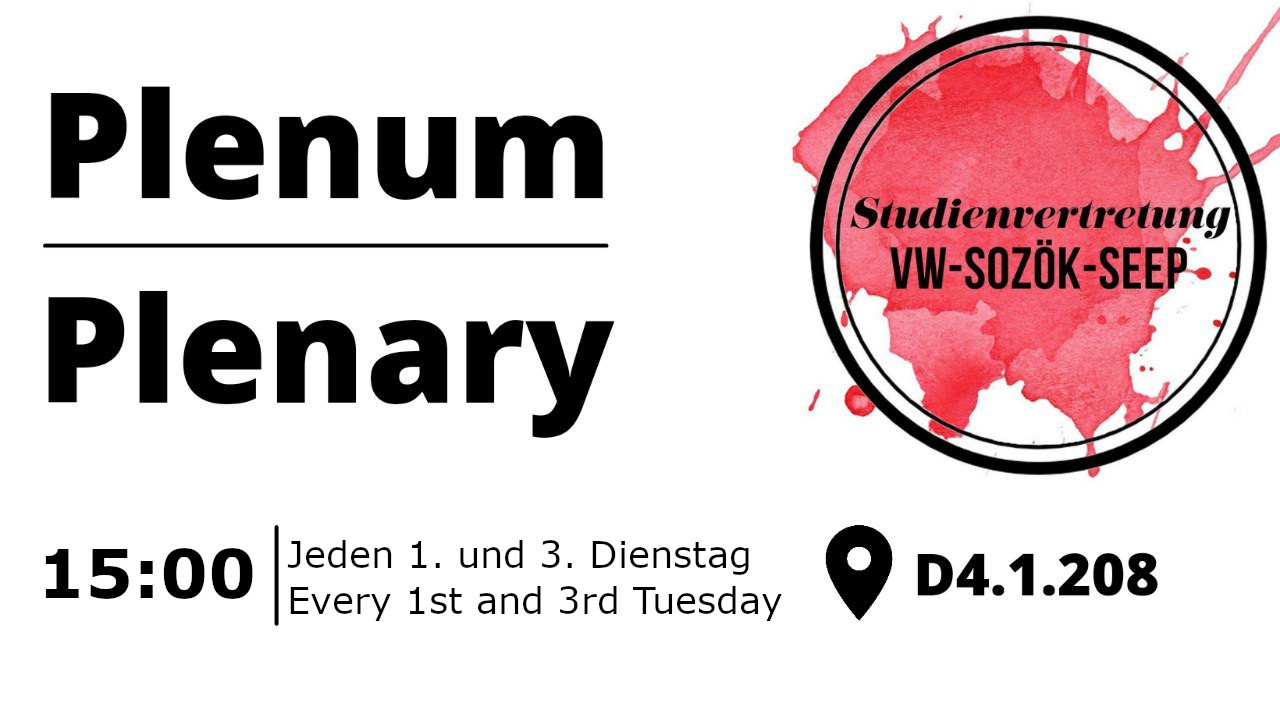 Plenum
Plenary
Studienvertretung
VW-SOZÖK-SEEP
15:00
Jeden 1. und 3. Dienstag
Every 1st and 3rd Tuesday
D4.1.208